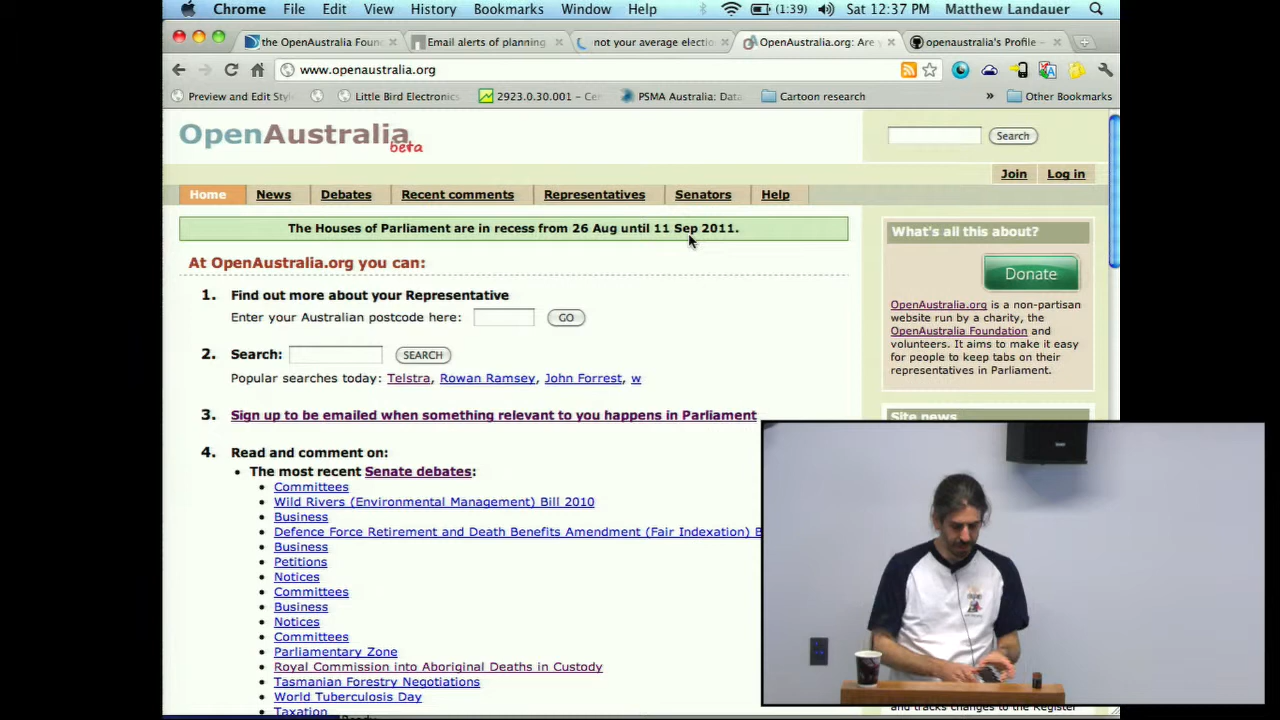 Chrome File Edit View History Bookmarks Window Help (1:39) Sat 12:37 PM Matthew Landauer
the OpenAustralia Foun Email alerts of planning not your average electio OpenAustralia.org: Are openaustralia's Profile –
www.openaustralia.org
Preview and Edit Styl Little Bird Electronics 2923.0.30.001 - Ce PSMA Australia: Data Cartoon research » Other Bookmarks
OpenAustralia
beta
Search
Join Log in
Home News Debates Recent comments Representatives Senators Help
The Houses of Parliament are in recess from 26 Aug until 11 Sep 2011.
At OpenAustralia.org you can:
1. Find out more about your Representative
Enter your Australian postcode here: GO
2. Search: SEARCH
Popular searches today: Telstra, Rowan Ramsey, John Forrest, w
3. Sign up to be emailed when something relevant to you happens in Parliament
4. Read and comment on:
• The most recent Senate debates:
• Committees
• Wild Rivers (Environmental Management) Bill 2010
• Business
• Defence Force Retirement and Death Benefits Amendment (Fair Indexation) B
• Business
• Petitions
• Notices
• Committees
• Business
• Notices
• Committees
• Parliamentary Zone
• Royal Commission into Aboriginal Deaths in Custody
• Tasmanian Forestry Negotiations
• World Tuberculosis Day
• Taxation
What's all this about?
Donate
OpenAustralia.org is a non-partisan
website run by a charity, the
OpenAustralia Foundation and
volunteers. It aims to make it easy
for people to keep tabs on their
representatives in Parliament.
Site news
and tracks changes to the Register